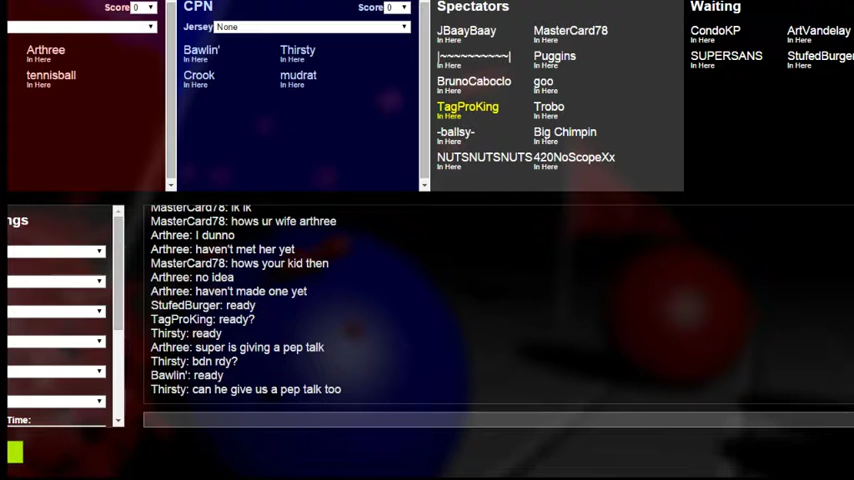 Score 0
Arthree
In Here
tennisball
In Here
CPN
Score 0
Jersey None
Bawlin' Thirsty
In Here In Here
Crook mudrat
In Here In Here
Spectators
JBaayBaay MasterCard78
In Here In Here
|~~~~~~~~~~| Puggins
In Here In Here
BrunoCaboclo goo
In Here In Here
TagProKing Trobo
In Here In Here
-ballsy- Big Chimpin
In Here In Here
NUTSNUTSNUTS 420NoScopeXx
In Here In Here
Waiting
CondoKP ArtVandelay
In Here In Here
SUPERSANS StufedBurger
In Here In Here
ngs
Time:
MasterCard78: ik ik
MasterCard78: hows ur wife arthree
Arthree: I dunno
Arthree: haven't met her yet
MasterCard78: hows your kid then
Arthree: no idea
Arthree: haven't made one yet
StufedBurger: ready
TagProKing: ready?
Thirsty: ready
Arthree: super is giving a pep talk
Thirsty: bdn rdy?
Bawlin': ready
Thirsty: can he give us a pep talk too